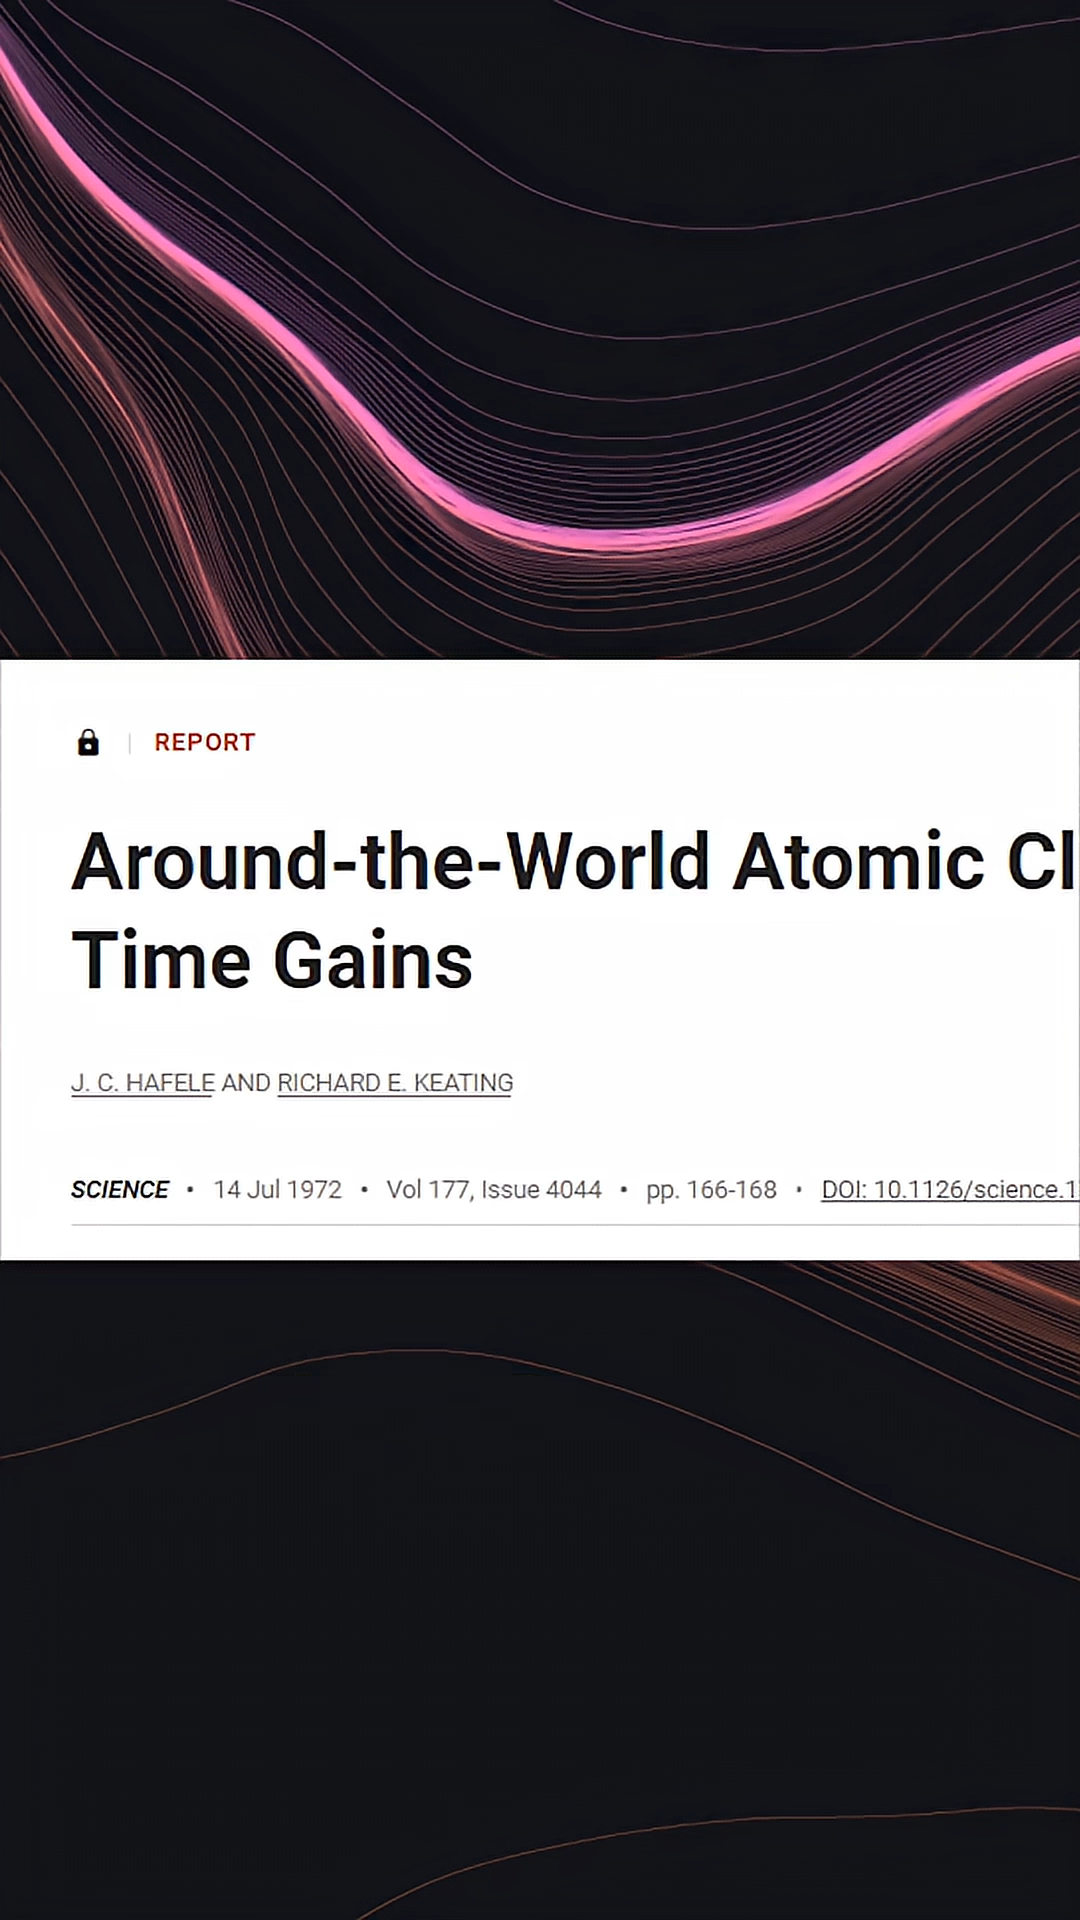 REPORT
Around-the-World Atomic Cl
Time Gains
J. C. HAFELE AND RICHARD E. KEATING
SCIENCE • 14 Jul 1972 • Vol 177, Issue 4044 • pp. 166-168 • DOI: 10.1126/science.1